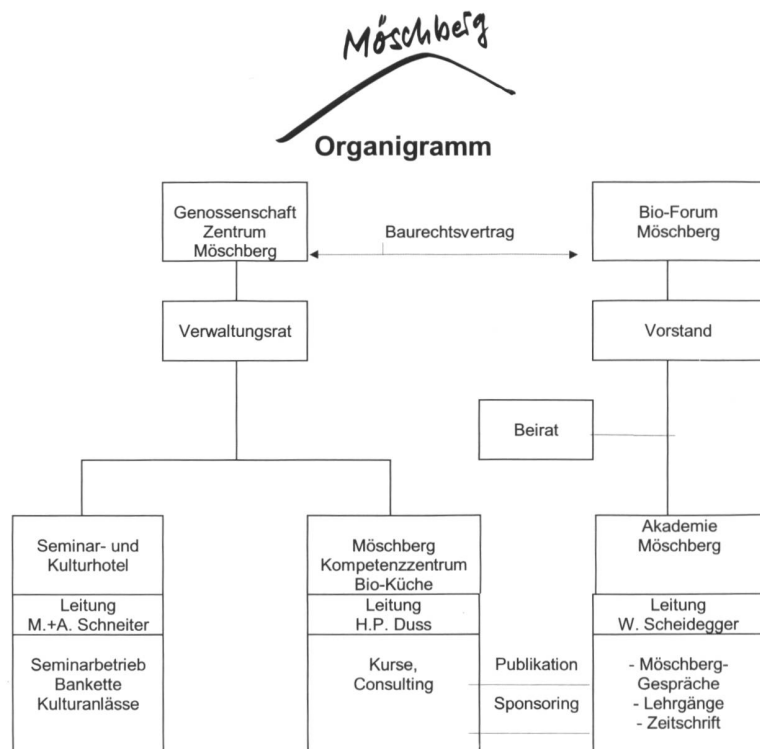 Möschberg
Organigramm
Genossenschaft
Zentrum
Möschberg
Baurechtsvertrag
Bio-Forum
Möschberg
Verwaltungsrat
Vorstand
Beirat
Seminar- und
Kulturhotel
Möschberg
Kompetenzzentrum
Bio-Küche
Akademie
Möschberg
Leitung
M.+A. Schneiter
Leitung
H.P. Duss
Leitung
W. Scheidegger
Seminarbetrieb
Bankette
Kulturanlässe
Kurse,
Consulting
Publikation
Sponsoring
- Möschberg-
Gespräche
- Lehrgänge
- Zeitschrift